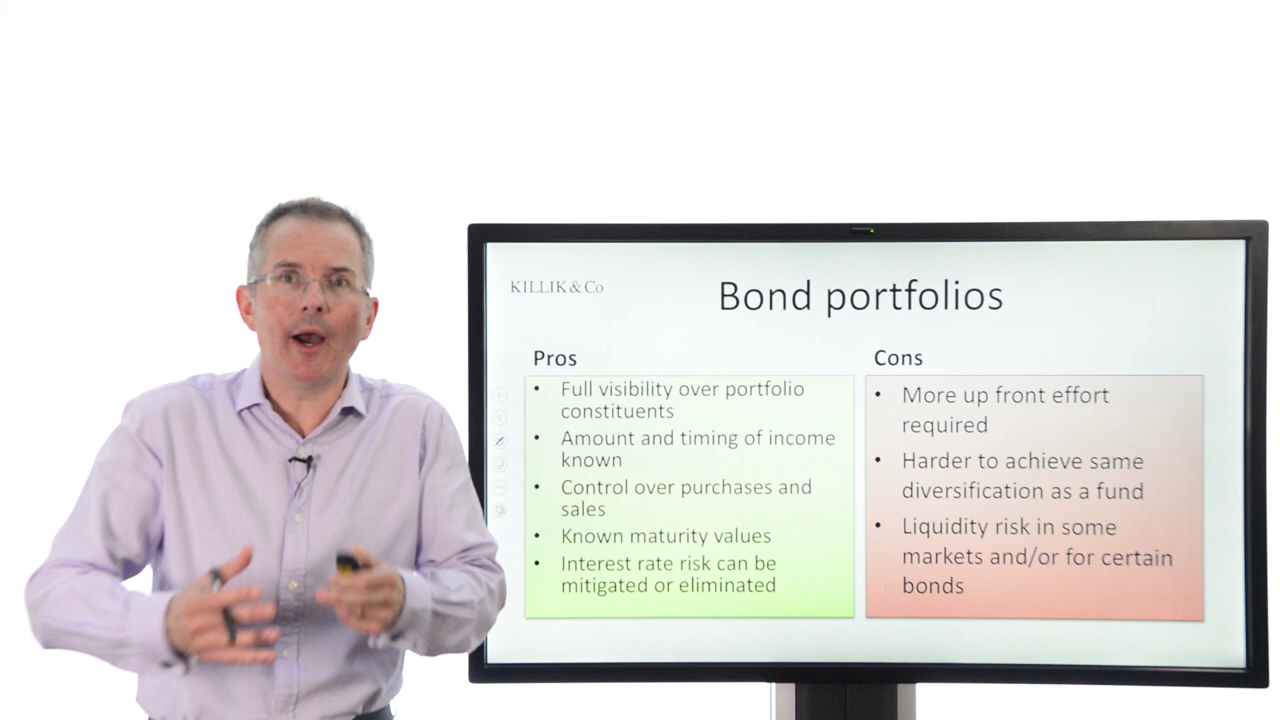 KILLIK & Co
Bond portfolios
Pros
• Full visibility over portfolio
constituents
• Amount and timing of income
known
• Control over purchases and
sales
• Known maturity values
• Interest rate risk can be
mitigated or eliminated
Cons
• More up front effort
required
• Harder to achieve same
diversification as a fund
• Liquidity risk in some
markets and/or for certain
bonds